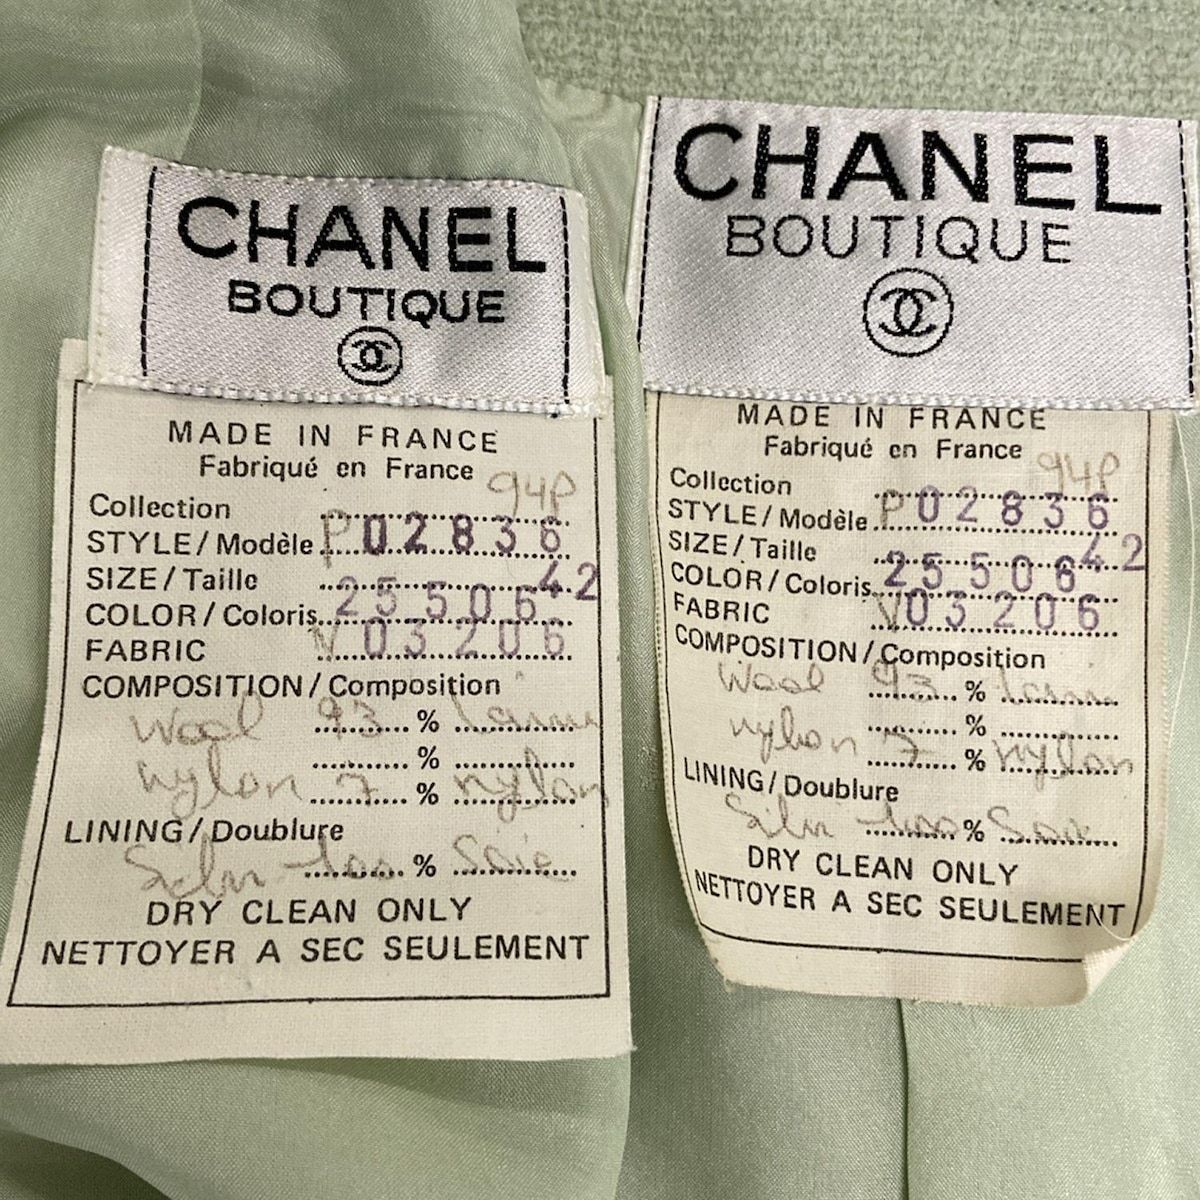 CHANEL
BOUTIQUE
MADE IN FRANCE
Fabriqué en France
Collection 94P
STYLE/Modèle P02836
SIZE/Taille 42
COLOR/Coloris 25506
FABRIC V03206
COMPOSITION/Composition
Wool 93 % Laine
%
nylon 7 % nylon
LINING/Doublure
100 % Soie
DRY CLEAN ONLY
NETTOYER A SEC SEULEMENT
CHANEL
BOUTIQUE
MADE IN FRANCE
Fabriqué en France
Collection 94P
STYLE/Modèle P02836
SIZE/Taille 42
COLOR/Coloris 25506
FABRIC V03206
COMPOSITION/Composition
Wool 93 % Laine
%
nylon 7 % nylon
LINING/Doublure
100 % Soie
DRY CLEAN ONLY
NETTOYER A SEC SEULEMENT